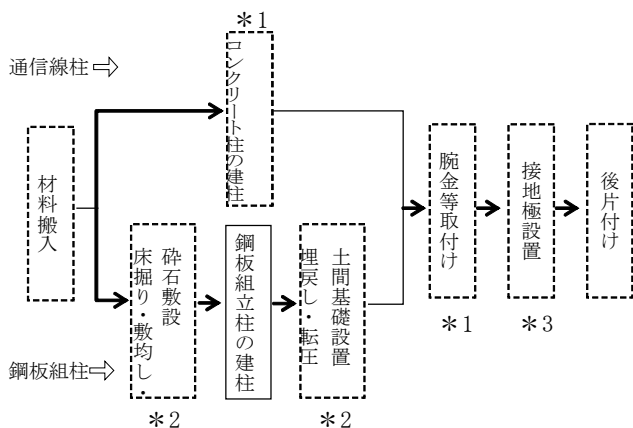 ＊1
通信線柱
コンクリート柱の建柱
材料搬入
床掘り・敷均し・
砕石敷設
鋼板組立柱の建柱
埋戻し・転圧
土間基礎設置
腕金等取付け
接地極設置
後片付け
＊1
＊3
鋼板組柱
＊2
＊2